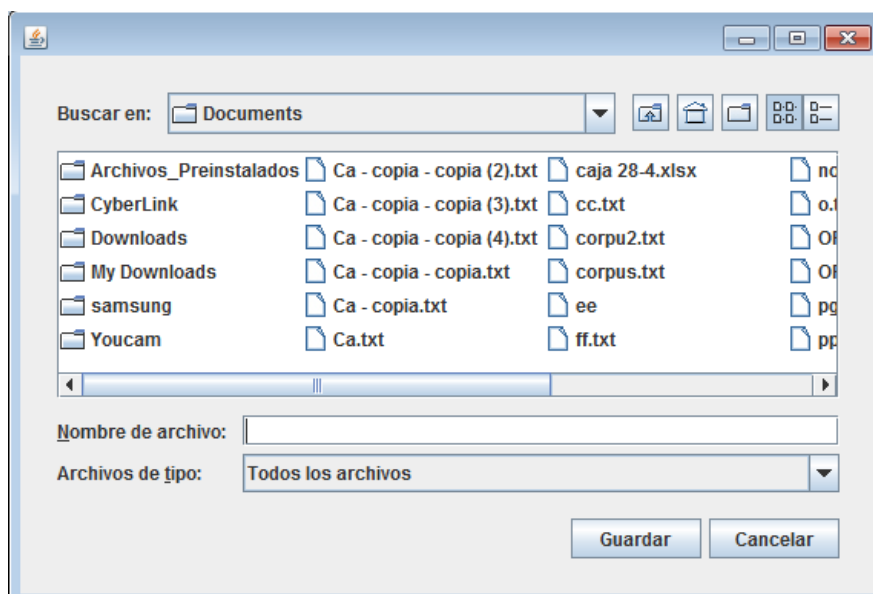 Buscar en: Documents
Archivos_Preinstalados Ca - copia - copia (2).txt caja 28-4.xlsx
CyberLink Ca - copia - copia (3).txt cc.txt
Downloads Ca - copia - copia (4).txt corpu2.txt
My Downloads Ca - copia - copia.txt corpus.txt
samsung Ca - copia.txt ee
Youcam Ca.txt ff.txt
Nombre de archivo:
Archivos de tipo: Todos los archivos
Guardar Cancelar